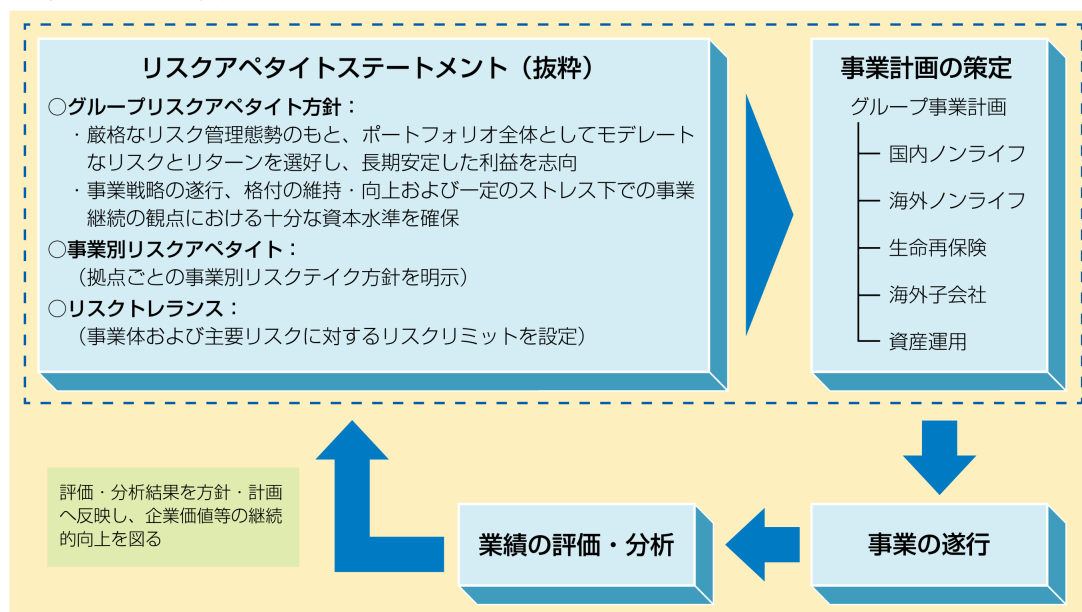 リスクアペタイトステートメント（抜粋）
○グループリスクアペタイト方針：
・厳格なリスク管理態勢のもと、ポートフォリオ全体としてモデレート
なリスクとリターンを選好し、長期安定した利益を志向
・事業戦略の遂行、格付の維持・向上および一定のストレス下での事業
継続の観点における十分な資本水準を確保
○事業別リスクアペタイト：
（拠点ごとの事業別リスクテイク方針を明示）
○リスクトレランス：
（事業体および主要リスクに対するリスクリミットを設定）
事業計画の策定
グループ事業計画
国内ノンライフ
海外ノンライフ
生命再保険
海外子会社
資産運用
事業の遂行
業績の評価・分析
評価・分析結果を方針・計画
へ反映し、企業価値等の継続
的向上を図る